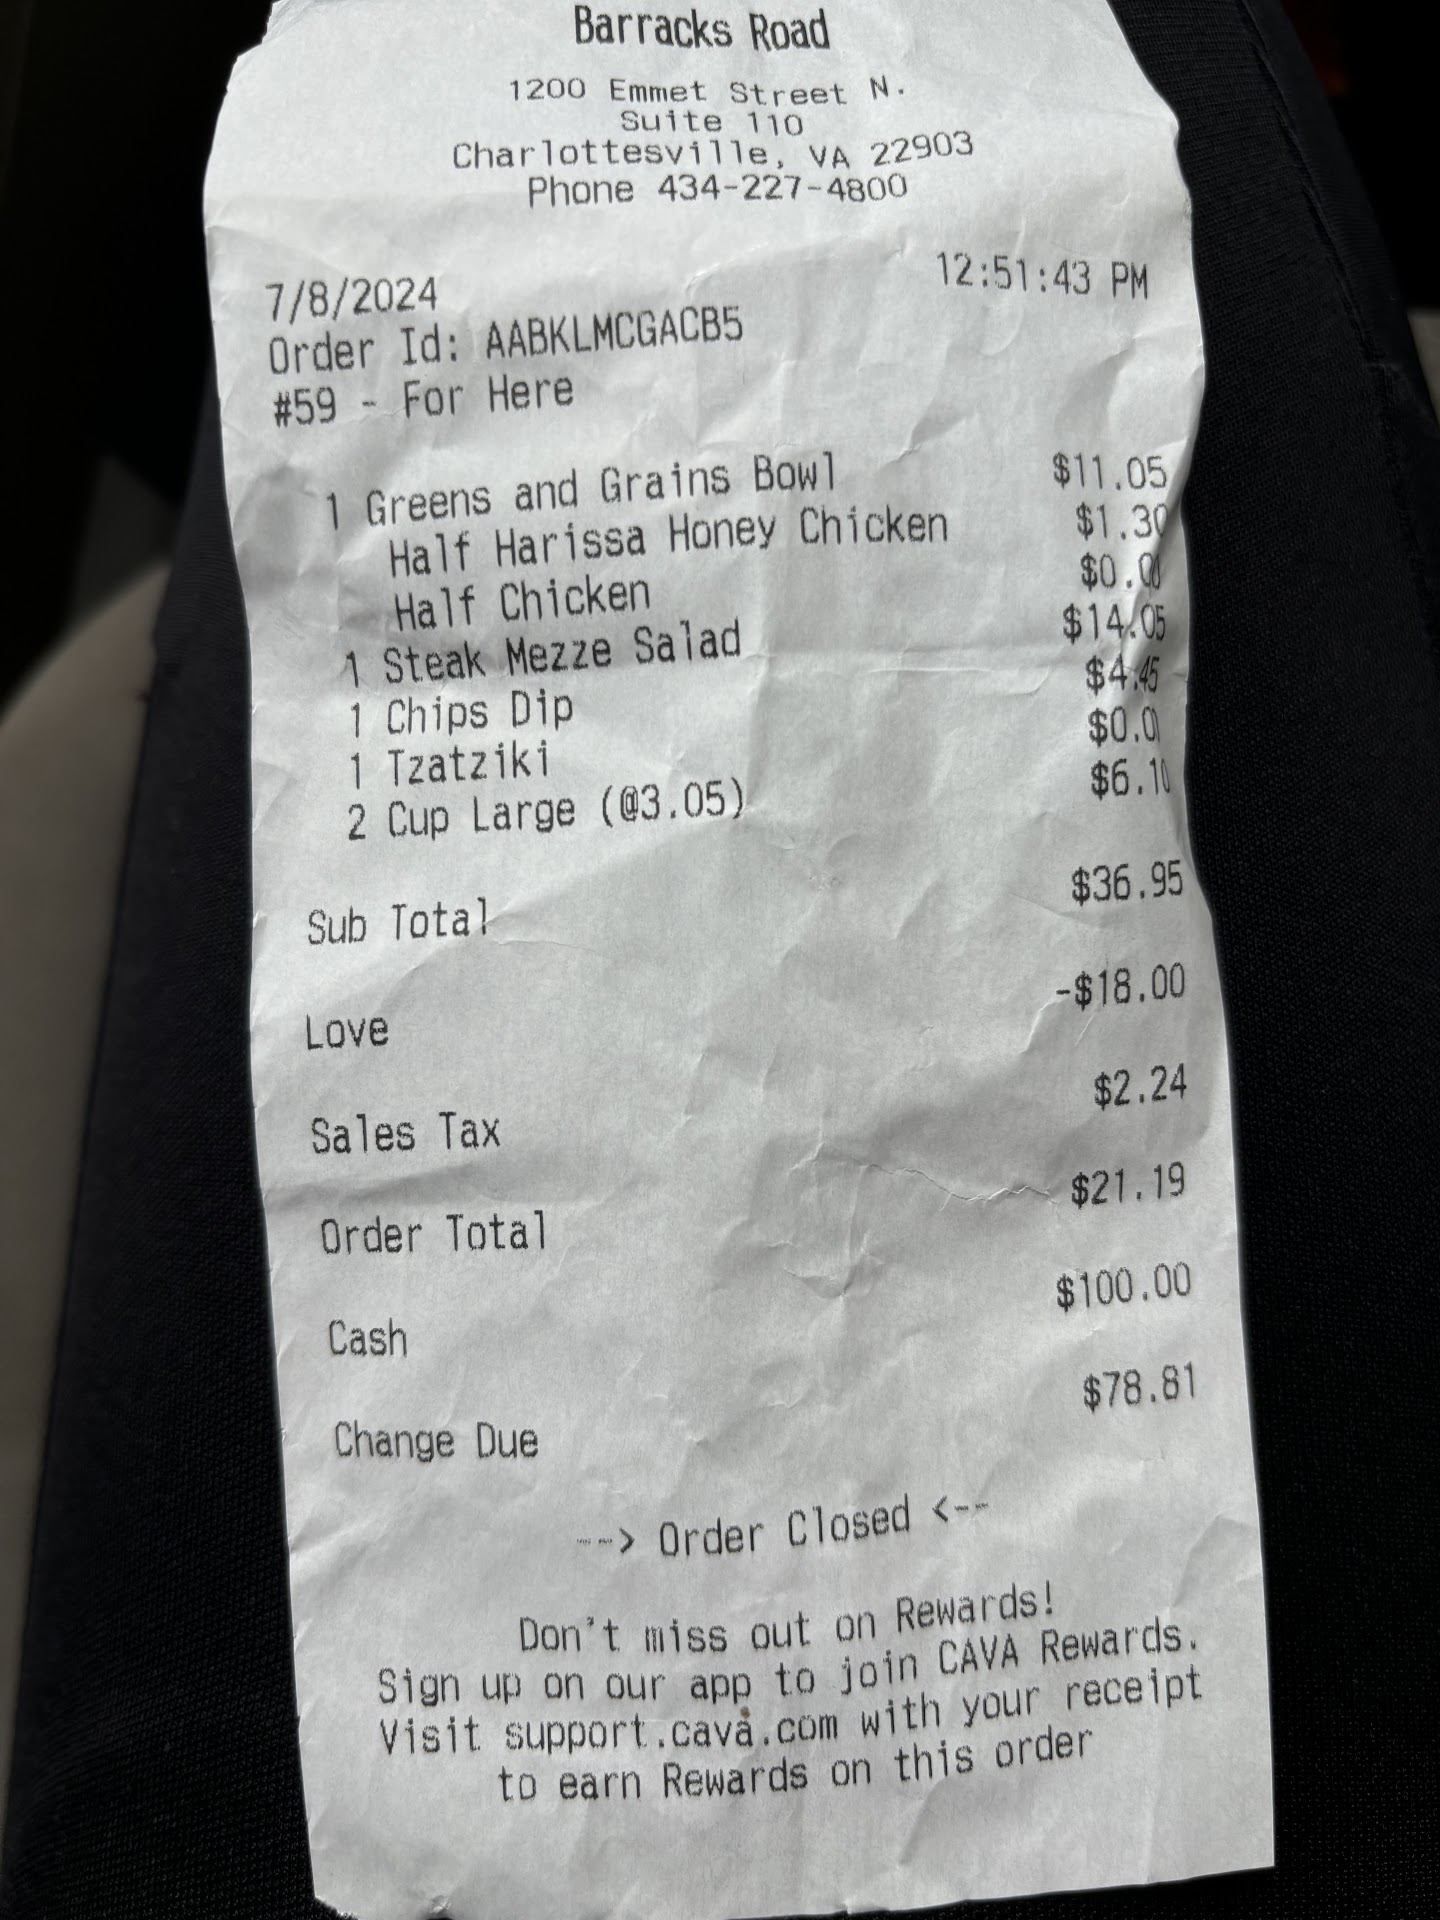 Barracks Road
1200 Emmet Street N.
Suite 110
Charlottesville, VA 22903
Phone 434-227-4800
7/8/2024 12:51:43 PM
Order Id: AABKLMCGACB5
#59 - For Here
1 Greens and Grains Bowl $11.05
Half Harissa Honey Chicken $1.30
Half Chicken $0.00
1 Steak Mezze Salad $14.05
1 Chips Dip $4.45
1 Tzatziki $0.0
2 Cup Large (@3.05) $6.10
Sub Total $36.95
Love -$18.00
Sales Tax $2.24
Order Total $21.19
Cash $100.00
Change Due $78.81
--> Order Closed <--
Don't miss out on Rewards!
Sign up on our app to join CAVA Rewards.
Visit support.cava.com with your receipt
to earn Rewards on this order